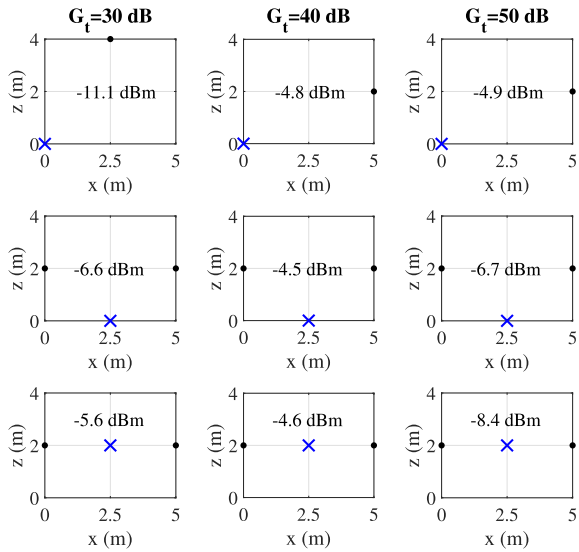 G_t=30 dB G_t=40 dB G_t=50 dB
4 4 4
z (m) 2 -11.1 dBm z (m) 2 -4.8 dBm z (m) 2 -4.9 dBm
0 0 0
0 2.5 5 0 2.5 5 0 2.5 5
x (m) x (m) x (m)
4 4 4
z (m) 2 -6.6 dBm z (m) 2 -4.5 dBm z (m) 2 -6.7 dBm
0 0 0
0 2.5 5 0 2.5 5 0 2.5 5
x (m) x (m) x (m)
4 4 4
-5.6 dBm -4.6 dBm -8.4 dBm
z (m) 2 z (m) 2 z (m) 2
0 0 0
0 2.5 5 0 2.5 5 0 2.5 5
x (m) x (m) x (m)